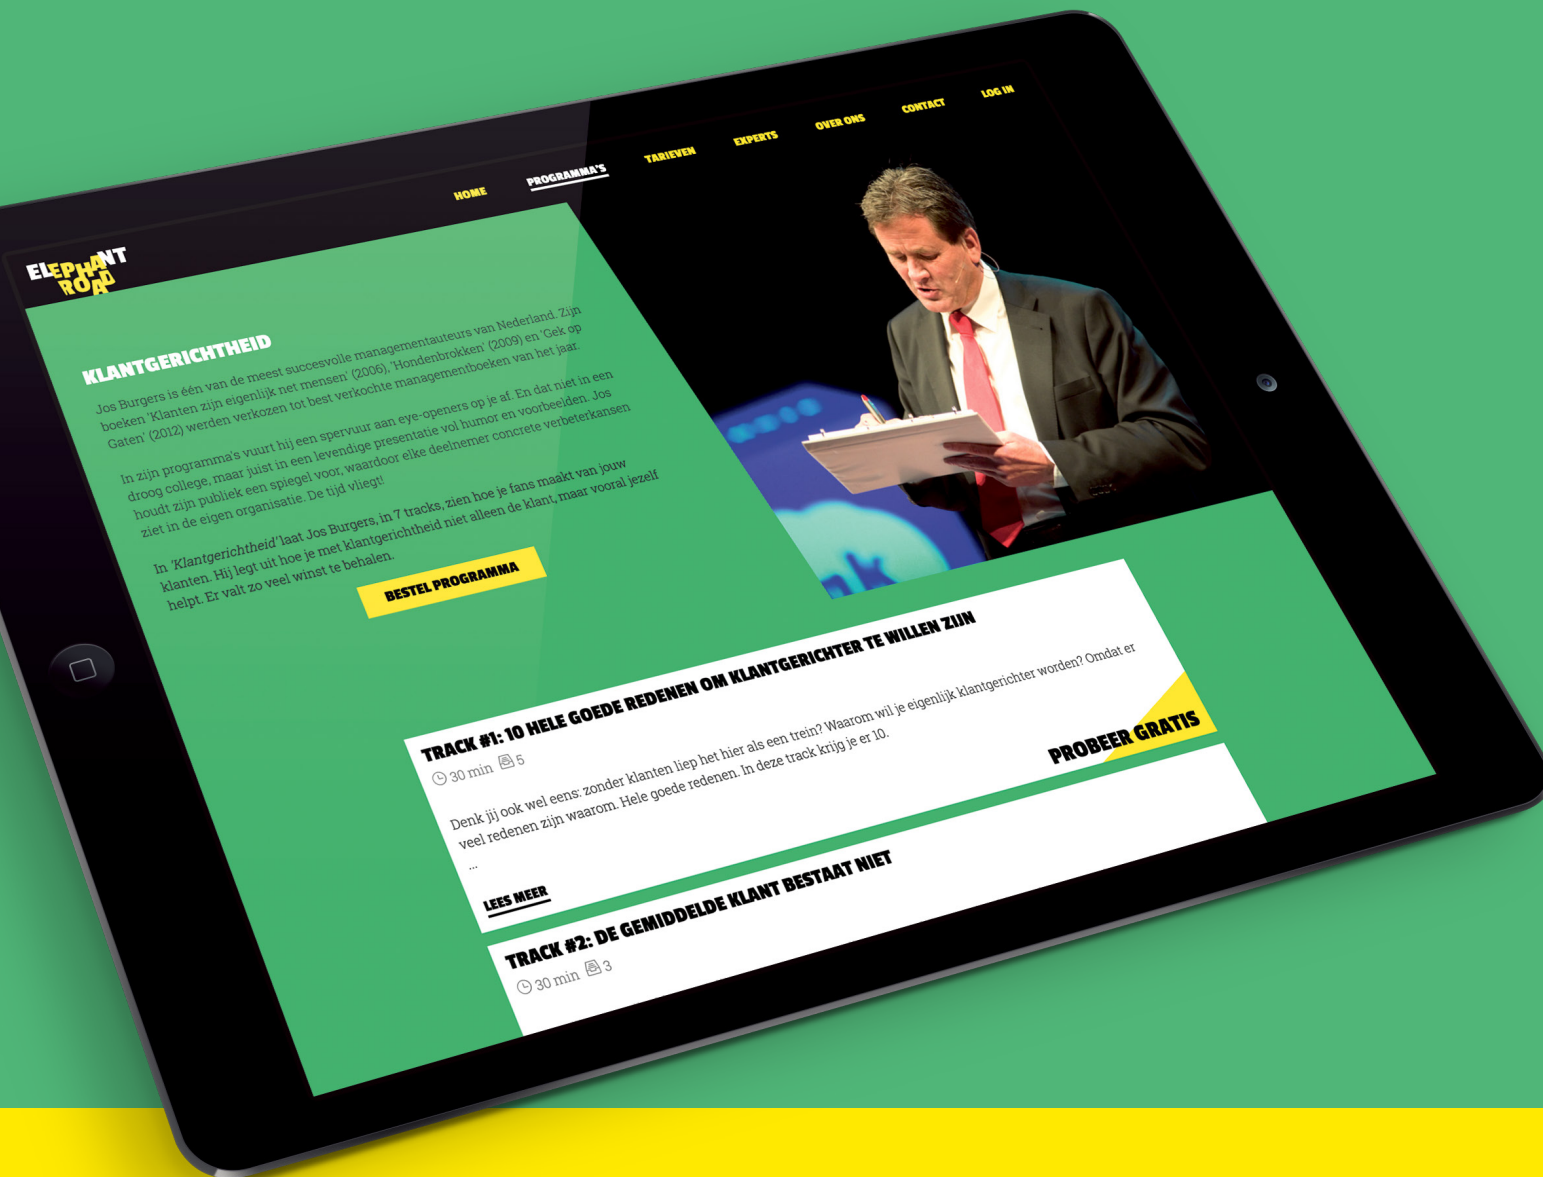 HOME
PROGRAMMA'S
TARIEVEN
EXPERTS
OVER ONS
CONTACT
LOG IN
ELEPHANT
ROAD
KLANTGERICHTHEID
Jos Burgers is één van de meest succesvolle managementauteurs van Nederland. Zijn
boeken 'Klanten zijn eigenlijk net mensen' (2006), 'Hondenbrokken' (2009) en 'Gek op
Gaten' (2012) werden verkozen tot best verkochte managementboeken van het jaar.
In zijn programma's vuurt hij een spervuur aan eye-openers op je af. En dat niet in een
droog college, maar juist in een levendige presentatie vol humor en voorbeelden. Jos
houdt zijn publiek een spiegel voor, waardoor elke deelnemer concrete verbeterkansen
ziet in de eigen organisatie. De tijd vliegt!
In 'Klantgerichtheid' laat Jos Burgers, in 7 tracks, zien hoe je fans maakt van jouw
klanten. Hij legt uit hoe je met klantgerichtheid niet alleen de klant, maar vooral jezelf
helpt. Er valt zo veel winst te behalen.
BESTEL PROGRAMMA
TRACK #1: 10 HELE GOEDE REDENEN OM KLANTGERICHTER TE WILLEN ZIJN
30 min 5
Denk jij ook wel eens: zonder klanten liep het hier als een trein? Waarom wil je eigenlijk klantgerichter worden? Omdat er
veel redenen zijn waarom. Hele goede redenen. In deze track krijg je er 10.
...
PROBEER GRATIS
LEES MEER
TRACK #2: DE GEMIDDELDE KLANT BESTAAT NIET
30 min 3